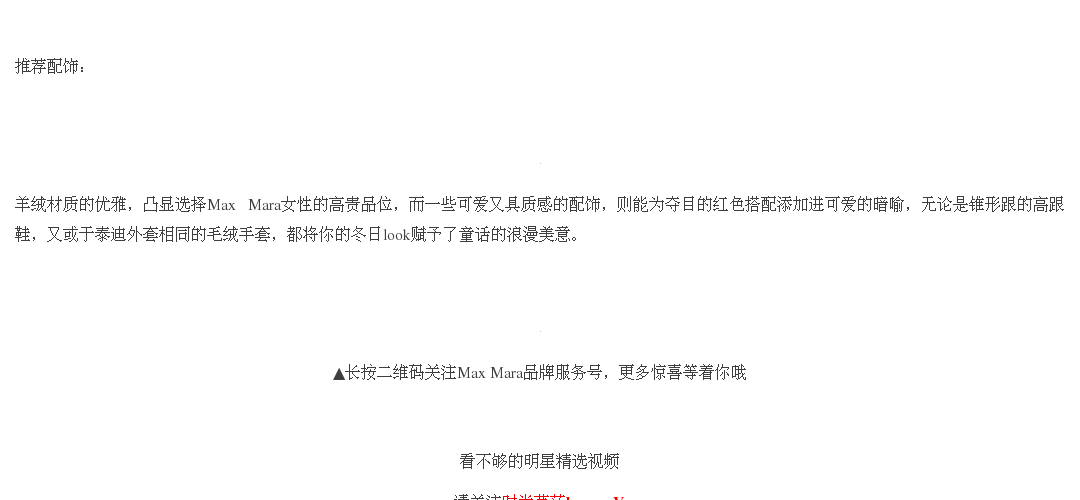 推荐配饰：
羊绒材质的优雅，凸显选择Max Mara女性的高贵品位，而一些可爱又具质感的配饰，则能为夺目的红色搭配添加进可爱的暗喻，无论是锥形跟的高跟
鞋，又或于泰迪外套相同的毛绒手套，都将你的冬日look赋予了童话的浪漫美意。
▲长按二维码关注Max Mara品牌服务号，更多惊喜等着你哦
看不够的明星精选视频
请关注